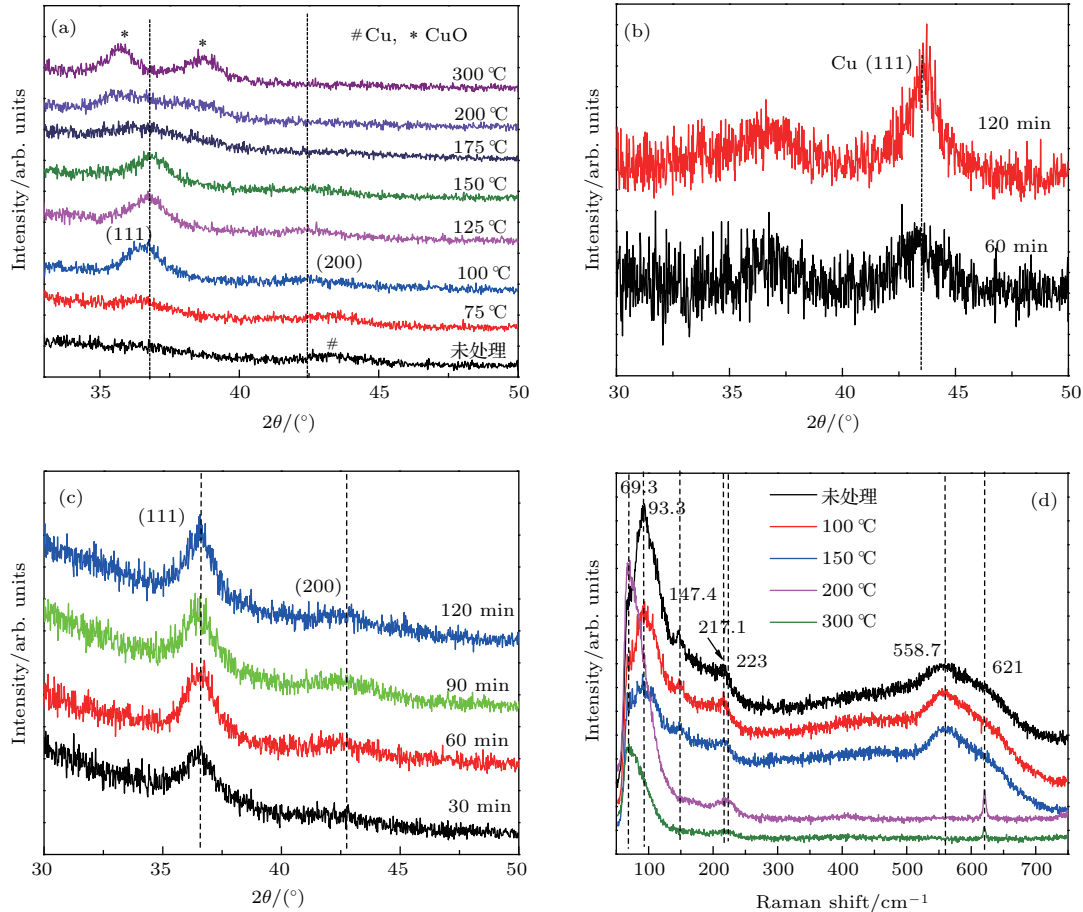 (a)
#Cu, * CuO
*
*
300 ℃
200 ℃
175 ℃
150 ℃
125 ℃
(111)
100 ℃
(200)
75 ℃
#
未处理
Intensity/arb. units
35
40
45
50
2θ/(°)
(b)
Cu (111)
120 min
60 min
Intensity/arb. units
30
35
40
45
50
2θ/(°)
(c)
(111)
(200)
120 min
90 min
60 min
30 min
Intensity/arb. units
30
35
40
45
50
2θ/(°)
(d)
69.3
93.3
147.4
217.1
223
558.7
621
未处理
100 ℃
150 ℃
200 ℃
300 ℃
Intensity/arb. units
100
200
300
400
500
600
700
Raman shift/cm⁻¹